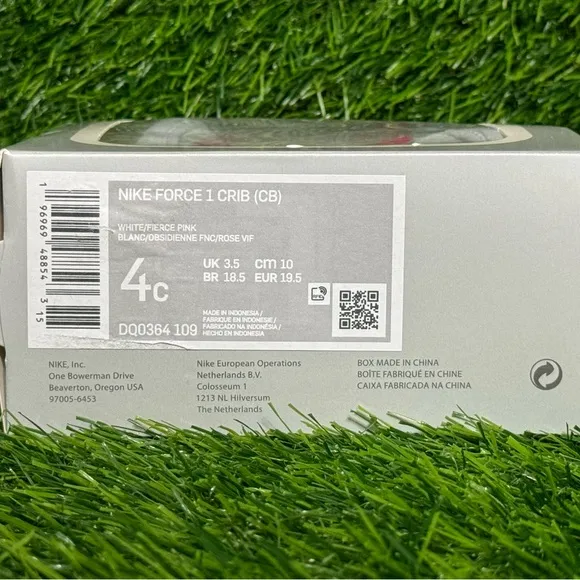 NIKE FORCE 1 CRIB (CB)
WHITE/FIERCE PINK
BLANC/OBSIDIENNE FNC/ROSE VIF
4C
UK 3.5 cm 10
BR 18.5 EUR 19.5
DQ0364 109
MADE IN INDONESIA/
FABRIQUE EN INDONESIE/
FABRICADO NA INDONÉSIA/
HECHO EN INDONESIA
1 96969 48854 3 15
NIKE, Inc.
One Bowerman Drive
Beaverton, Oregon USA
97005-6453
Nike European Operations
Netherlands B.V.
Colosseum 1
1213 NL Hilversum
The Netherlands
BOX MADE IN CHINA
BOÎTE FABRIQUÉ EN CHINE
CAIXA FABRICADA NA CHINA